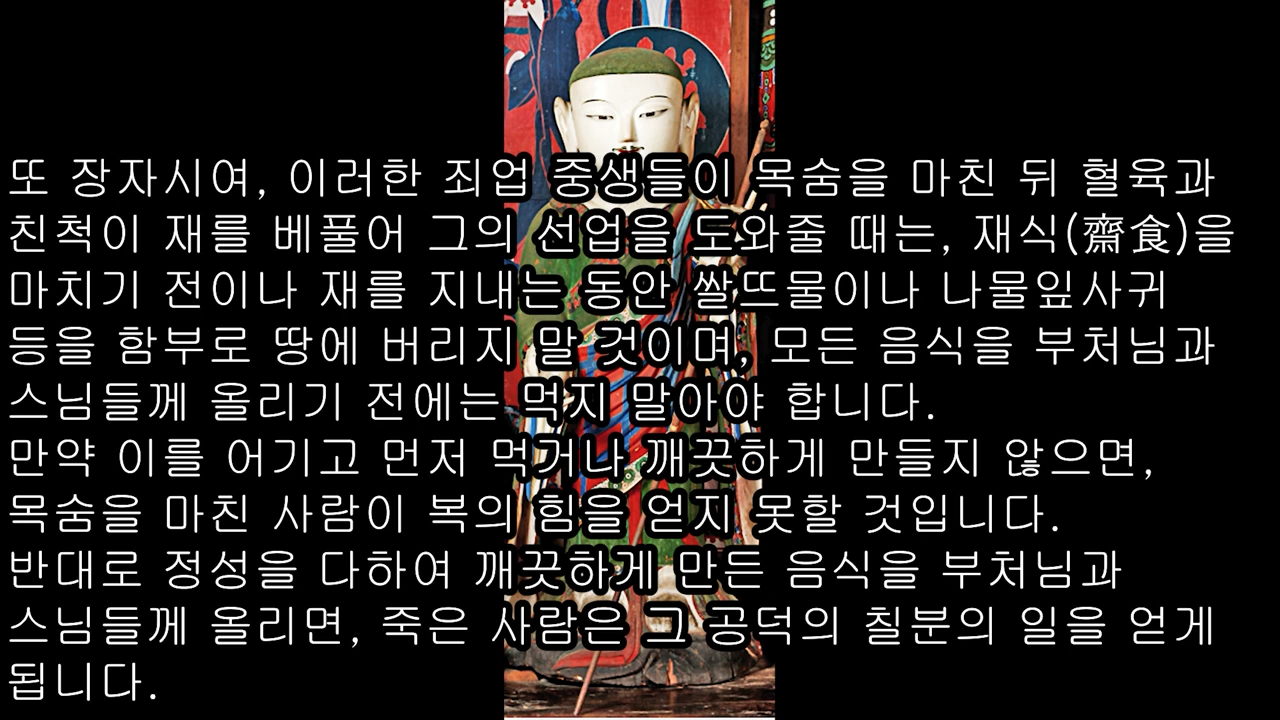 또 장자시여, 이러한 죄업 중생들이 목숨을 마친 뒤 혈육과
친척이 재를 베풀어 그의 선업을 도와줄 때는, 재식(齋食)을
마치기 전이나 재를 지내는 동안 쌀뜨물이나 나물잎사귀
등을 함부로 땅에 버리지 말 것이며, 모든 음식을 부처님과
스님들께 올리기 전에는 먹지 말아야 합니다.
만약 이를 어기고 먼저 먹거나 깨끗하게 만들지 않으면,
목숨을 마친 사람이 복의 힘을 얻지 못할 것입니다.
반대로 정성을 다하여 깨끗하게 만든 음식을 부처님과
스님들께 올리면, 죽은 사람은 그 공덕의 칠분의 일을 얻게
됩니다.